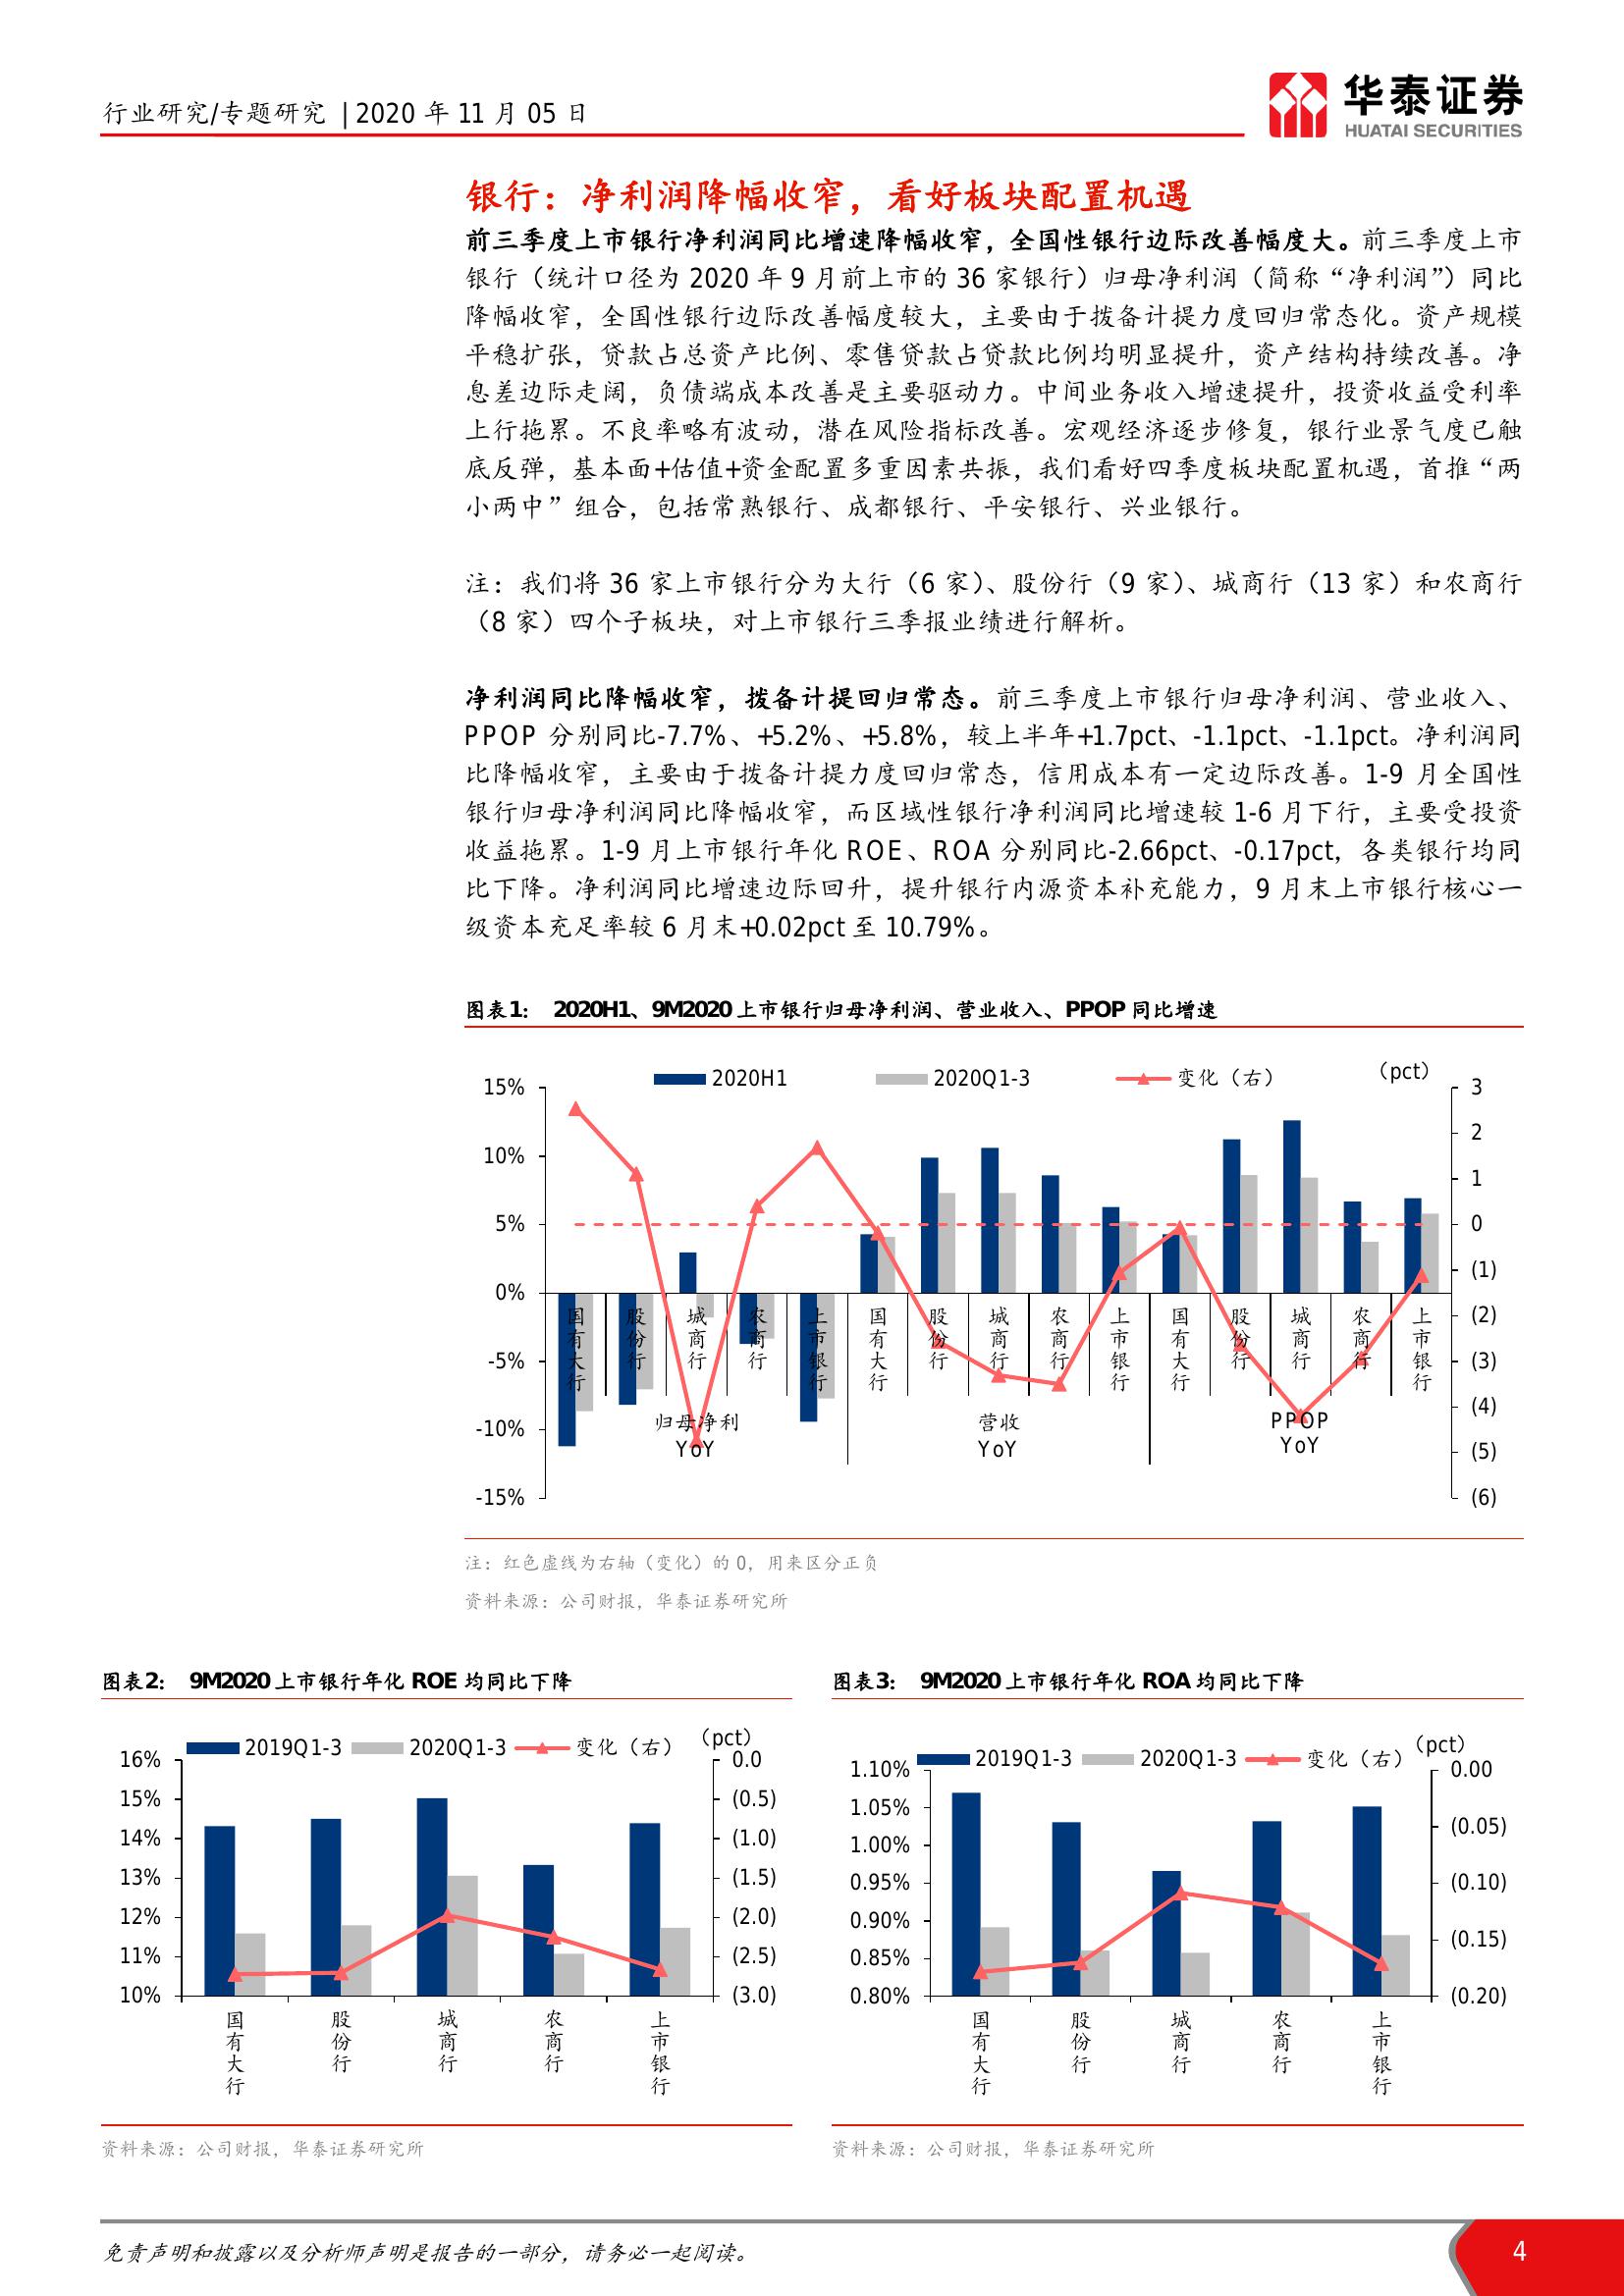 行业研究/专题研究 | 2020 年 11 月 05 日
华泰证券
HUATAI SECURITIES
银行：净利润降幅收窄，看好板块配置机遇
前三季度上市银行净利润同比增速降幅收窄，全国性银行边际改善幅度大。前三季度上市
银行（统计口径为 2020 年 9 月前上市的 36 家银行）归母净利润（简称“净利润”）同比
降幅收窄，全国性银行边际改善幅度较大，主要由于拨备计提力度回归常态化。资产规模
平稳扩张，贷款占总资产比例、零售贷款占贷款比例均明显提升，资产结构持续改善。净
息差边际走阔，负债端成本改善是主要驱动力。中间业务收入增速提升，投资收益受利率
上行拖累。不良率略有波动，潜在风险指标改善。宏观经济逐步修复，银行业景气度已触
底反弹，基本面+估值+资金配置多重因素共振，我们看好四季度板块配置机遇，首推“两
小两中”组合，包括常熟银行、成都银行、平安银行、兴业银行。
注：我们将 36 家上市银行分为大行（6 家）、股份行（9 家）、城商行（13 家）和农商行
（8 家）四个子板块，对上市银行三季报业绩进行解析。
净利润同比降幅收窄，拨备计提回归常态。前三季度上市银行归母净利润、营业收入、
PPOP 分别同比-7.7%、+5.2%、+5.8%，较上半年+1.7pct、-1.1pct、-1.1pct。净利润同
比降幅收窄，主要由于拨备计提力度回归常态，信用成本有一定边际改善。1-9 月全国性
银行归母净利润同比降幅收窄，而区域性银行净利润同比增速较 1-6 月下行，主要受投资
收益拖累。1-9 月上市银行年化 ROE、ROA 分别同比-2.66pct、-0.17pct，各类银行均同
比下降。净利润同比增速边际回升，提升银行内源资本补充能力，9 月末上市银行核心一
级资本充足率较 6 月末+0.02pct 至 10.79%。
图表1： 2020H1、9M2020 上市银行归母净利润、营业收入、PPOP 同比增速
2020H1 2020Q1-3 变化（右） （pct）
15% 3
2
10% 1
5% 0
(1)
0%
(2)
-5% (3)
(4)
-10%
(5)
-15% (6)
国有大行 股份行 城商行 农商行 上市银行 国有大行 股份行 城商行 农商行 上市银行 国有大行 股份行 城商行 农商行 上市银行
归母净利 营收 PPOP
YoY YoY YoY
注：红色虚线为右轴（变化）的 0，用来区分正负
资料来源：公司财报，华泰证券研究所
图表2： 9M2020 上市银行年化 ROE 均同比下降
2019Q1-3 2020Q1-3 变化（右） （pct）
16% 0.0
15% (0.5)
14% (1.0)
13% (1.5)
12% (2.0)
11% (2.5)
10% (3.0)
国有大行 股份行 城商行 农商行 上市银行
资料来源：公司财报，华泰证券研究所
图表3： 9M2020 上市银行年化 ROA 均同比下降
2019Q1-3 2020Q1-3 变化（右） （pct）
1.10% 0.00
1.05% (0.05)
1.00%
0.95% (0.10)
0.90%
0.85% (0.15)
0.80% (0.20)
国有大行 股份行 城商行 农商行 上市银行
资料来源：公司财报，华泰证券研究所
免责声明和披露以及分析师声明是报告的一部分，请务必一起阅读。
4